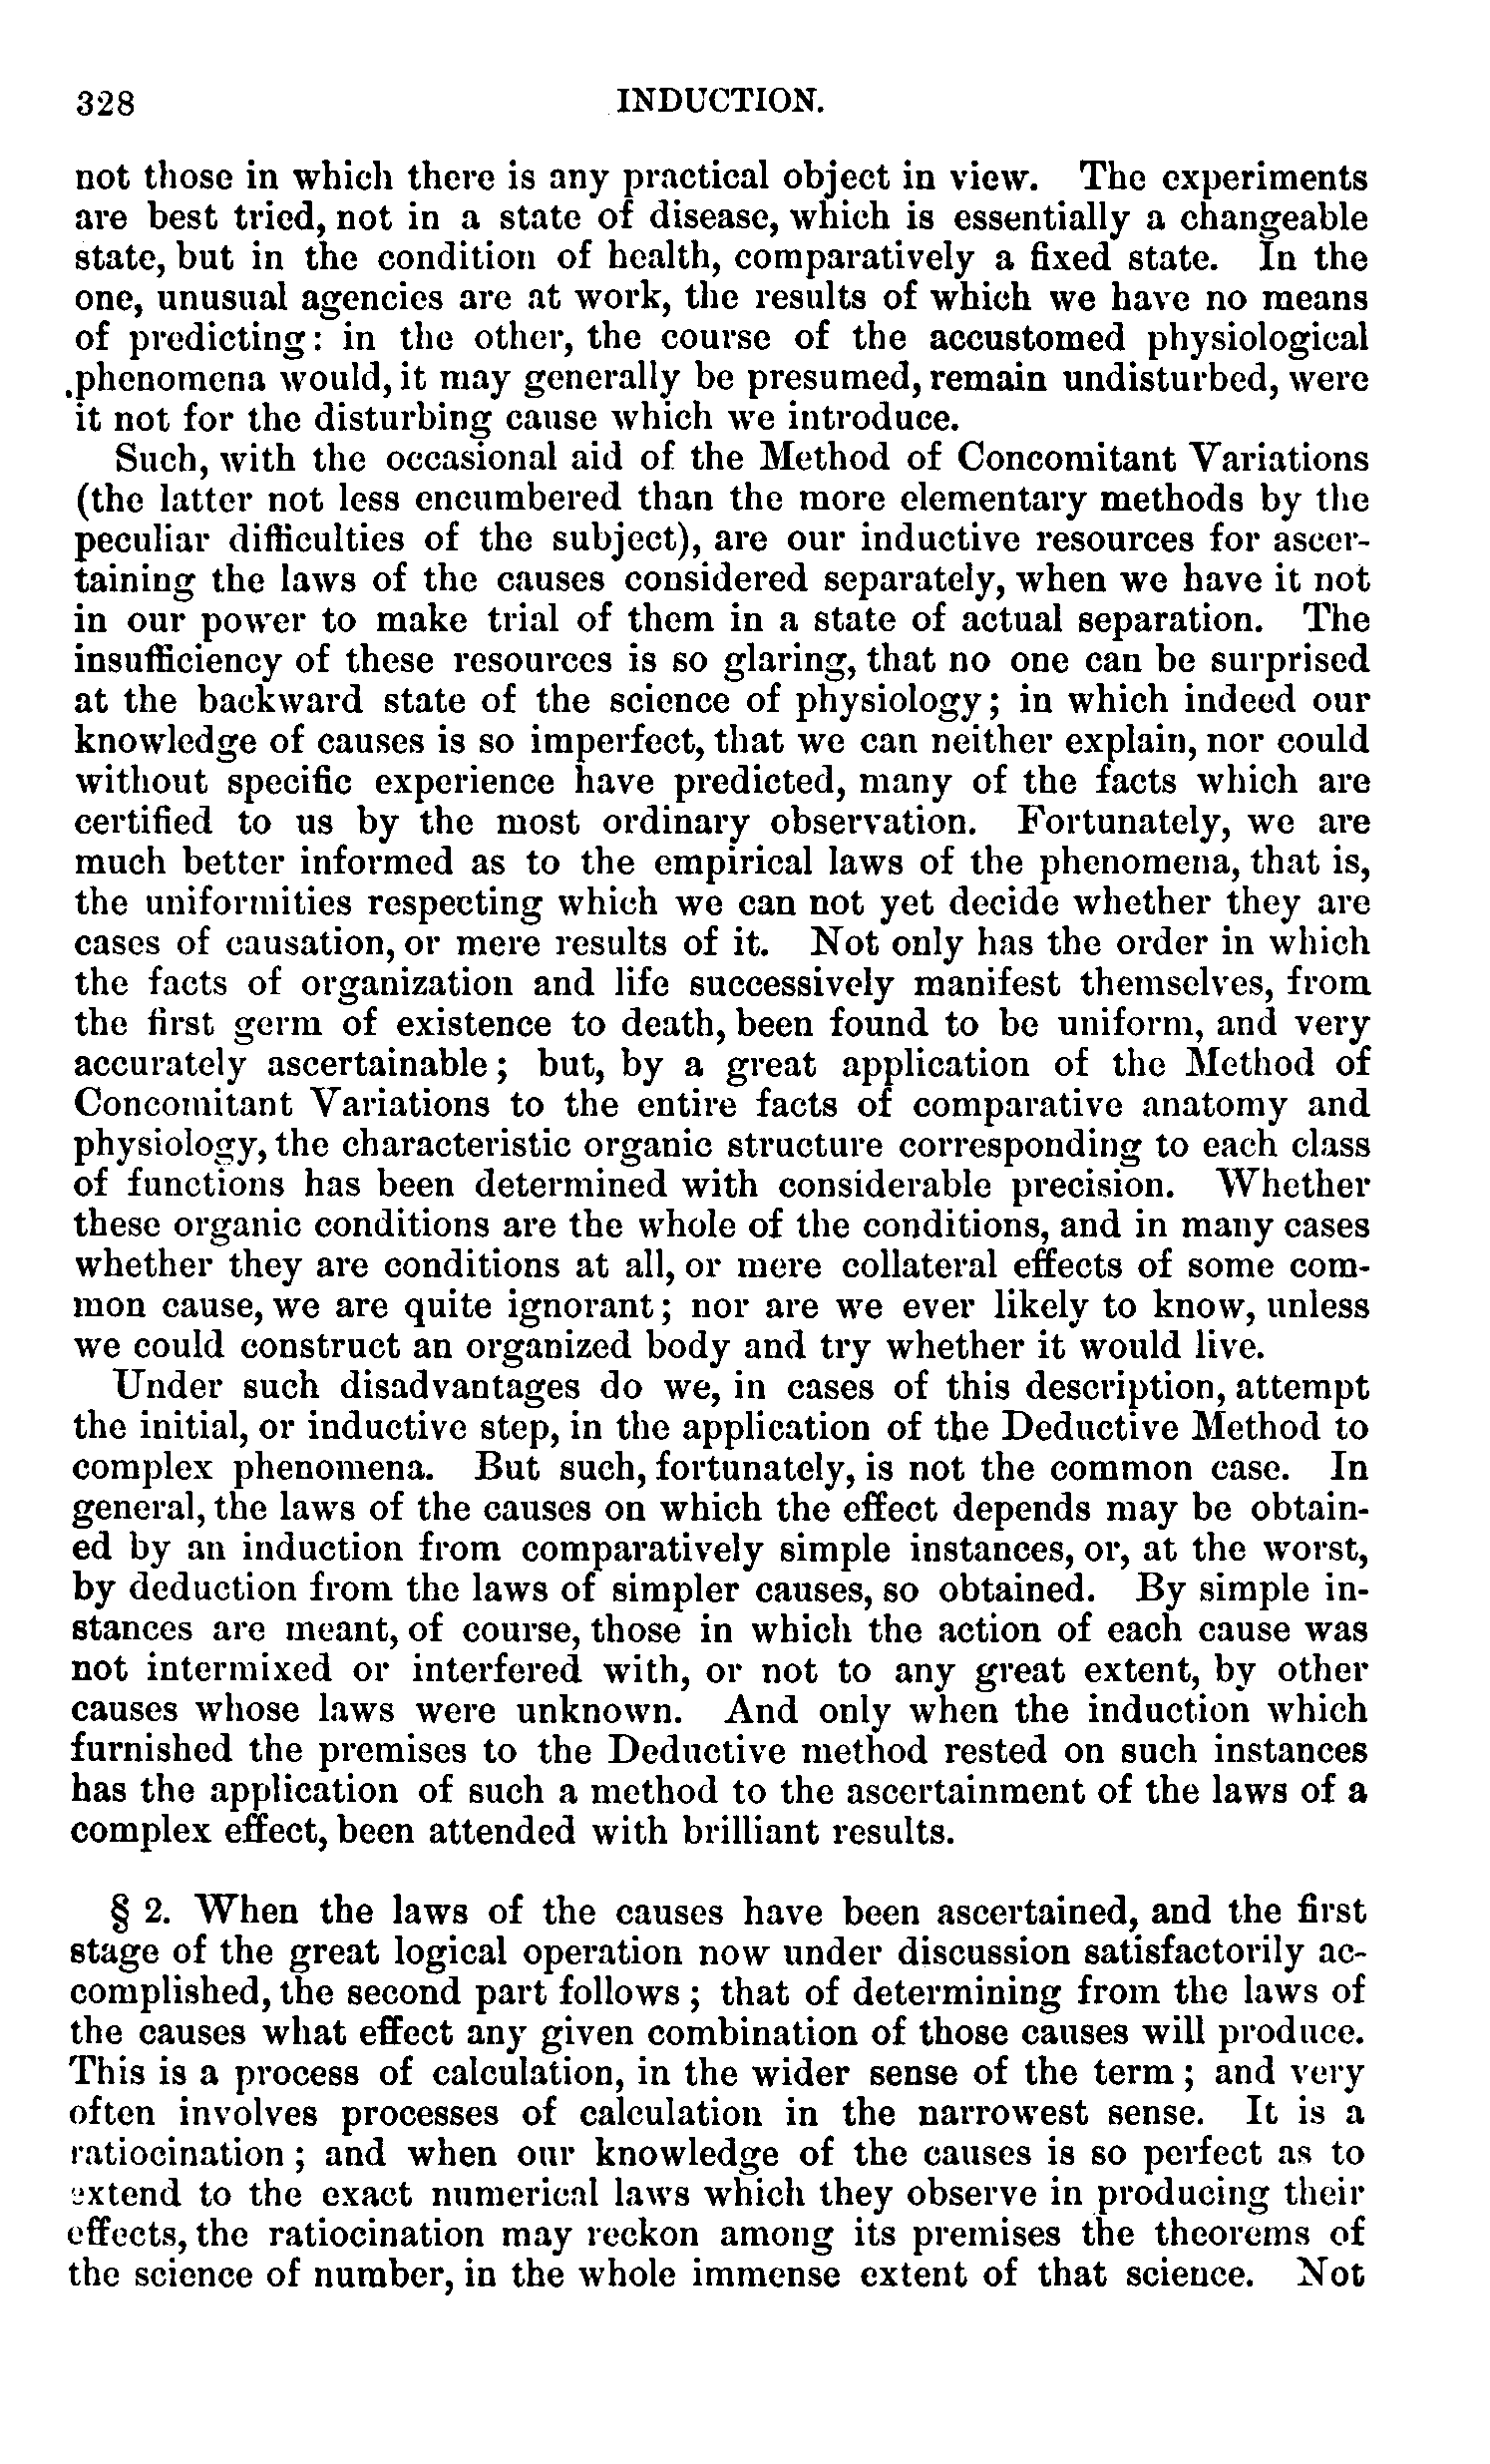 328 INDUCTION.
not those in which there is any practical object in view. The experiments
are best tried, not in a state of disease, which is essentially a changeable
state, but in the condition of health, comparatively a fixed state. In the
one, unusual agencies are at work, the results of which we have no means
of predicting: in the other, the course of the accustomed physiological
phenomena would, it may generally be presumed, remain undisturbed, were
it not for the disturbing cause which we introduce.
Such, with the occasional aid of the Method of Concomitant Variations
(the latter not less encumbered than the more elementary methods by the
peculiar difficulties of the subject), are our inductive resources for ascer-
taining the laws of the causes considered separately, when we have it not
in our power to make trial of them in a state of actual separation. The
insufficiency of these resources is so glaring, that no one can be surprised
at the backward state of the science of physiology; in which indeed our
knowledge of causes is so imperfect, that we can neither explain, nor could
without specific experience have predicted, many of the facts which are
certified to us by the most ordinary observation. Fortunately, we are
much better informed as to the empirical laws of the phenomena, that is,
the uniformities respecting which we can not yet decide whether they are
cases of causation, or mere results of it. Not only has the order in which
the facts of organization and life successively manifest themselves, from
the first germ of existence to death, been found to be uniform, and very
accurately ascertainable; but, by a great application of the Method of
Concomitant Variations to the entire facts of comparative anatomy and
physiology, the characteristic organic structure corresponding to each class
of functions has been determined with considerable precision. Whether
these organic conditions are the whole of the conditions, and in many cases
whether they are conditions at all, or mere collateral effects of some com-
mon cause, we are quite ignorant; nor are we ever likely to know, unless
we could construct an organized body and try whether it would live.
Under such disadvantages do we, in cases of this description, attempt
the initial, or inductive step, in the application of the Deductive Method to
complex phenomena. But such, fortunately, is not the common case. In
general, the laws of the causes on which the effect depends may be obtain-
ed by an induction from comparatively simple instances, or, at the worst,
by deduction from the laws of simpler causes, so obtained. By simple in-
stances are meant, of course, those in which the action of each cause was
not intermixed or interfered with, or not to any great extent, by other
causes whose laws were unknown. And only when the induction which
furnished the premises to the Deductive method rested on such instances
has the application of such a method to the ascertainment of the laws of a
complex effect, been attended with brilliant results.
§ 2. When the laws of the causes have been ascertained, and the first
stage of the great logical operation now under discussion satisfactorily ac-
complished, the second part follows; that of determining from the laws of
the causes what effect any given combination of those causes will produce.
This is a process of calculation, in the wider sense of the term; and very
often involves processes of calculation in the narrowest sense. It is a
ratiocination; and when our knowledge of the causes is so perfect as to
extend to the exact numerical laws which they observe in producing their
effects, the ratiocination may reckon among its premises the theorems of
the science of number, in the whole immense extent of that science. Not